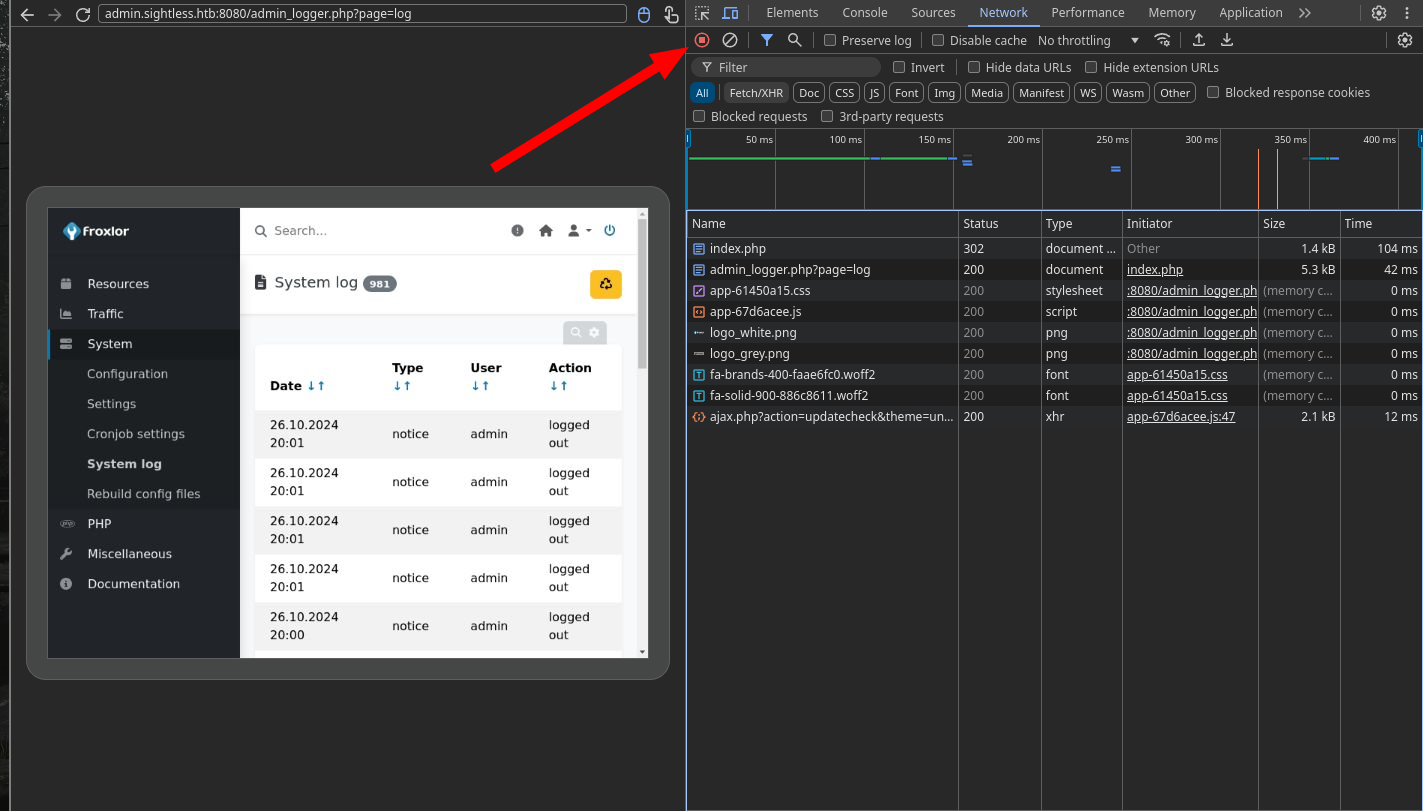 admin.sightless.htb:8080/admin_logger.php?page=log
Elements Console Sources Network Performance Memory Application
Preserve log Disable cache No throttling
Filter Invert Hide data URLs Hide extension URLs
All Fetch/XHR Doc CSS JS Font Img Media Manifest WS Wasm Other Blocked response cookies
Blocked requests 3rd-party requests
50 ms 100 ms 150 ms 200 ms 250 ms 300 ms 350 ms 400 ms
Name Status Type Initiator Size Time
index.php 302 document ... Other 1.4 kB 104 ms
admin_logger.php?page=log 200 document index.php 5.3 kB 42 ms
app-61450a15.css 200 stylesheet :8080/admin_logger.ph (memory c... 0 ms
app-67d6acee.js 200 script :8080/admin_logger.ph (memory c... 0 ms
logo_white.png 200 png :8080/admin_logger.ph (memory c... 0 ms
logo_grey.png 200 png :8080/admin_logger.ph (memory c... 0 ms
fa-brands-400-faae6fc0.woff2 200 font app-61450a15.css (memory c... 0 ms
fa-solid-900-886c8611.woff2 200 font app-61450a15.css (memory c... 0 ms
ajax.php?action=updatecheck&theme=un... 200 xhr app-67d6acee.js:47 2.1 kB 12 ms
froxlor
Resources
Traffic
System
Configuration
Settings
Cronjob settings
System log
Rebuild config files
php PHP
Miscellaneous
Documentation
Search...
System log 981
Date Type User Action
26.10.2024 20:01 notice admin logged out
26.10.2024 20:01 notice admin logged out
26.10.2024 20:01 notice admin logged out
26.10.2024 20:01 notice admin logged out
26.10.2024 20:00 notice admin logged out